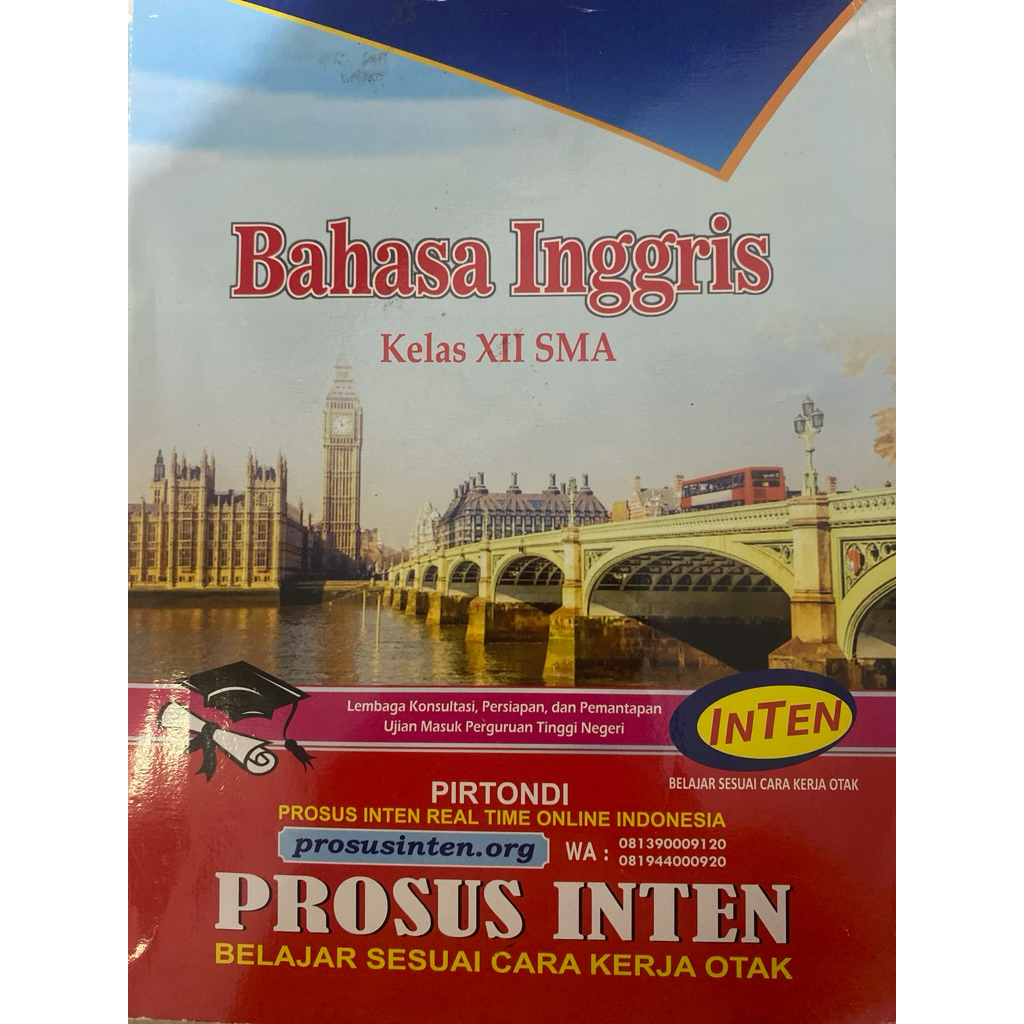 Bahasa Inggris
Kelas XII SMA
Lembaga Konsultasi, Persiapan, dan Pemantapan
Ujian Masuk Perguruan Tinggi Negeri
INTEN
BELAJAR SESUAI CARA KERJA OTAK
PIRTONDI
PROSUS INTEN REAL TIME ONLINE INDONESIA
prosusinten.org WA : 081390009120
081944000920
PROSUS INTEN
BELAJAR SESUAI CARA KERJA OTAK